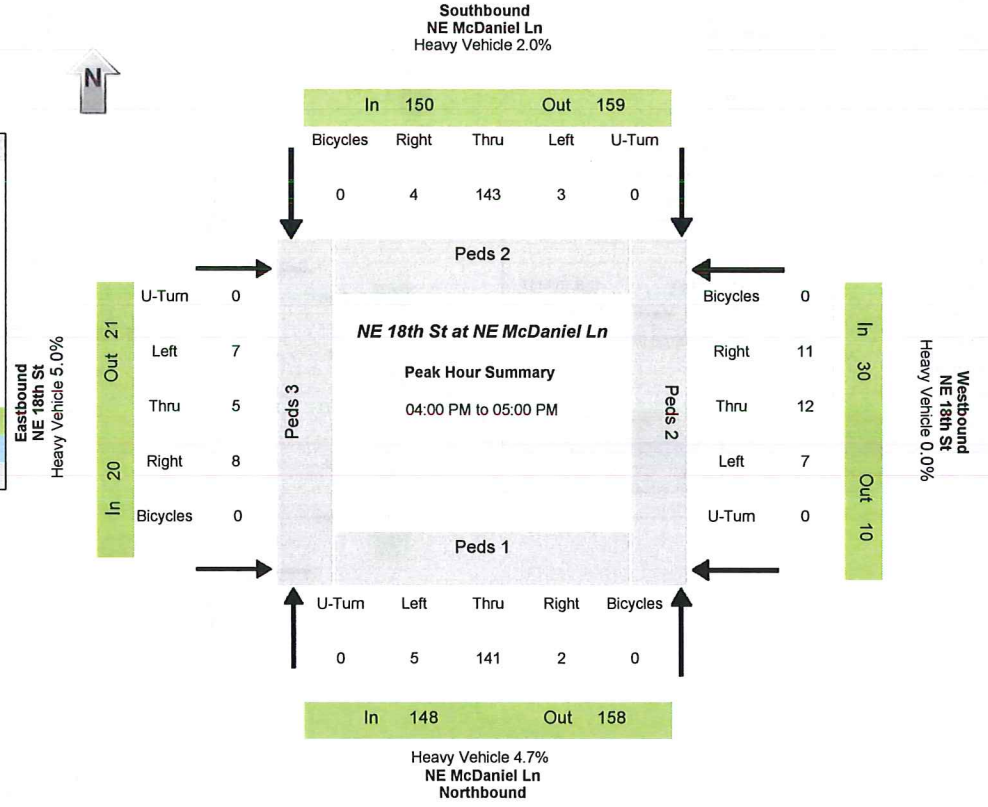 Southbound
NE McDaniel Ln
Heavy Vehicle 2.0%
N
In 150 Out 159
Bicycles Right Thru Left U-Turn
0 4 143 3 0
Peds 2
Eastbound
NE 18th St
Heavy Vehicle 5.0%
In 20 Out 21
U-Turn 0
Left 7
Thru 5
Right 8
Bicycles 0
Peds 3
NE 18th St at NE McDaniel Ln
Peak Hour Summary
04:00 PM to 05:00 PM
Peds 2
Bicycles 0
Right 11
Thru 12
Left 7
U-Turn 0
In 30 Out 10
Westbound
NE 18th St
Heavy Vehicle 0.0%
Peds 1
U-Turn Left Thru Right Bicycles
0 5 141 2 0
In 148 Out 158
Heavy Vehicle 4.7%
NE McDaniel Ln
Northbound